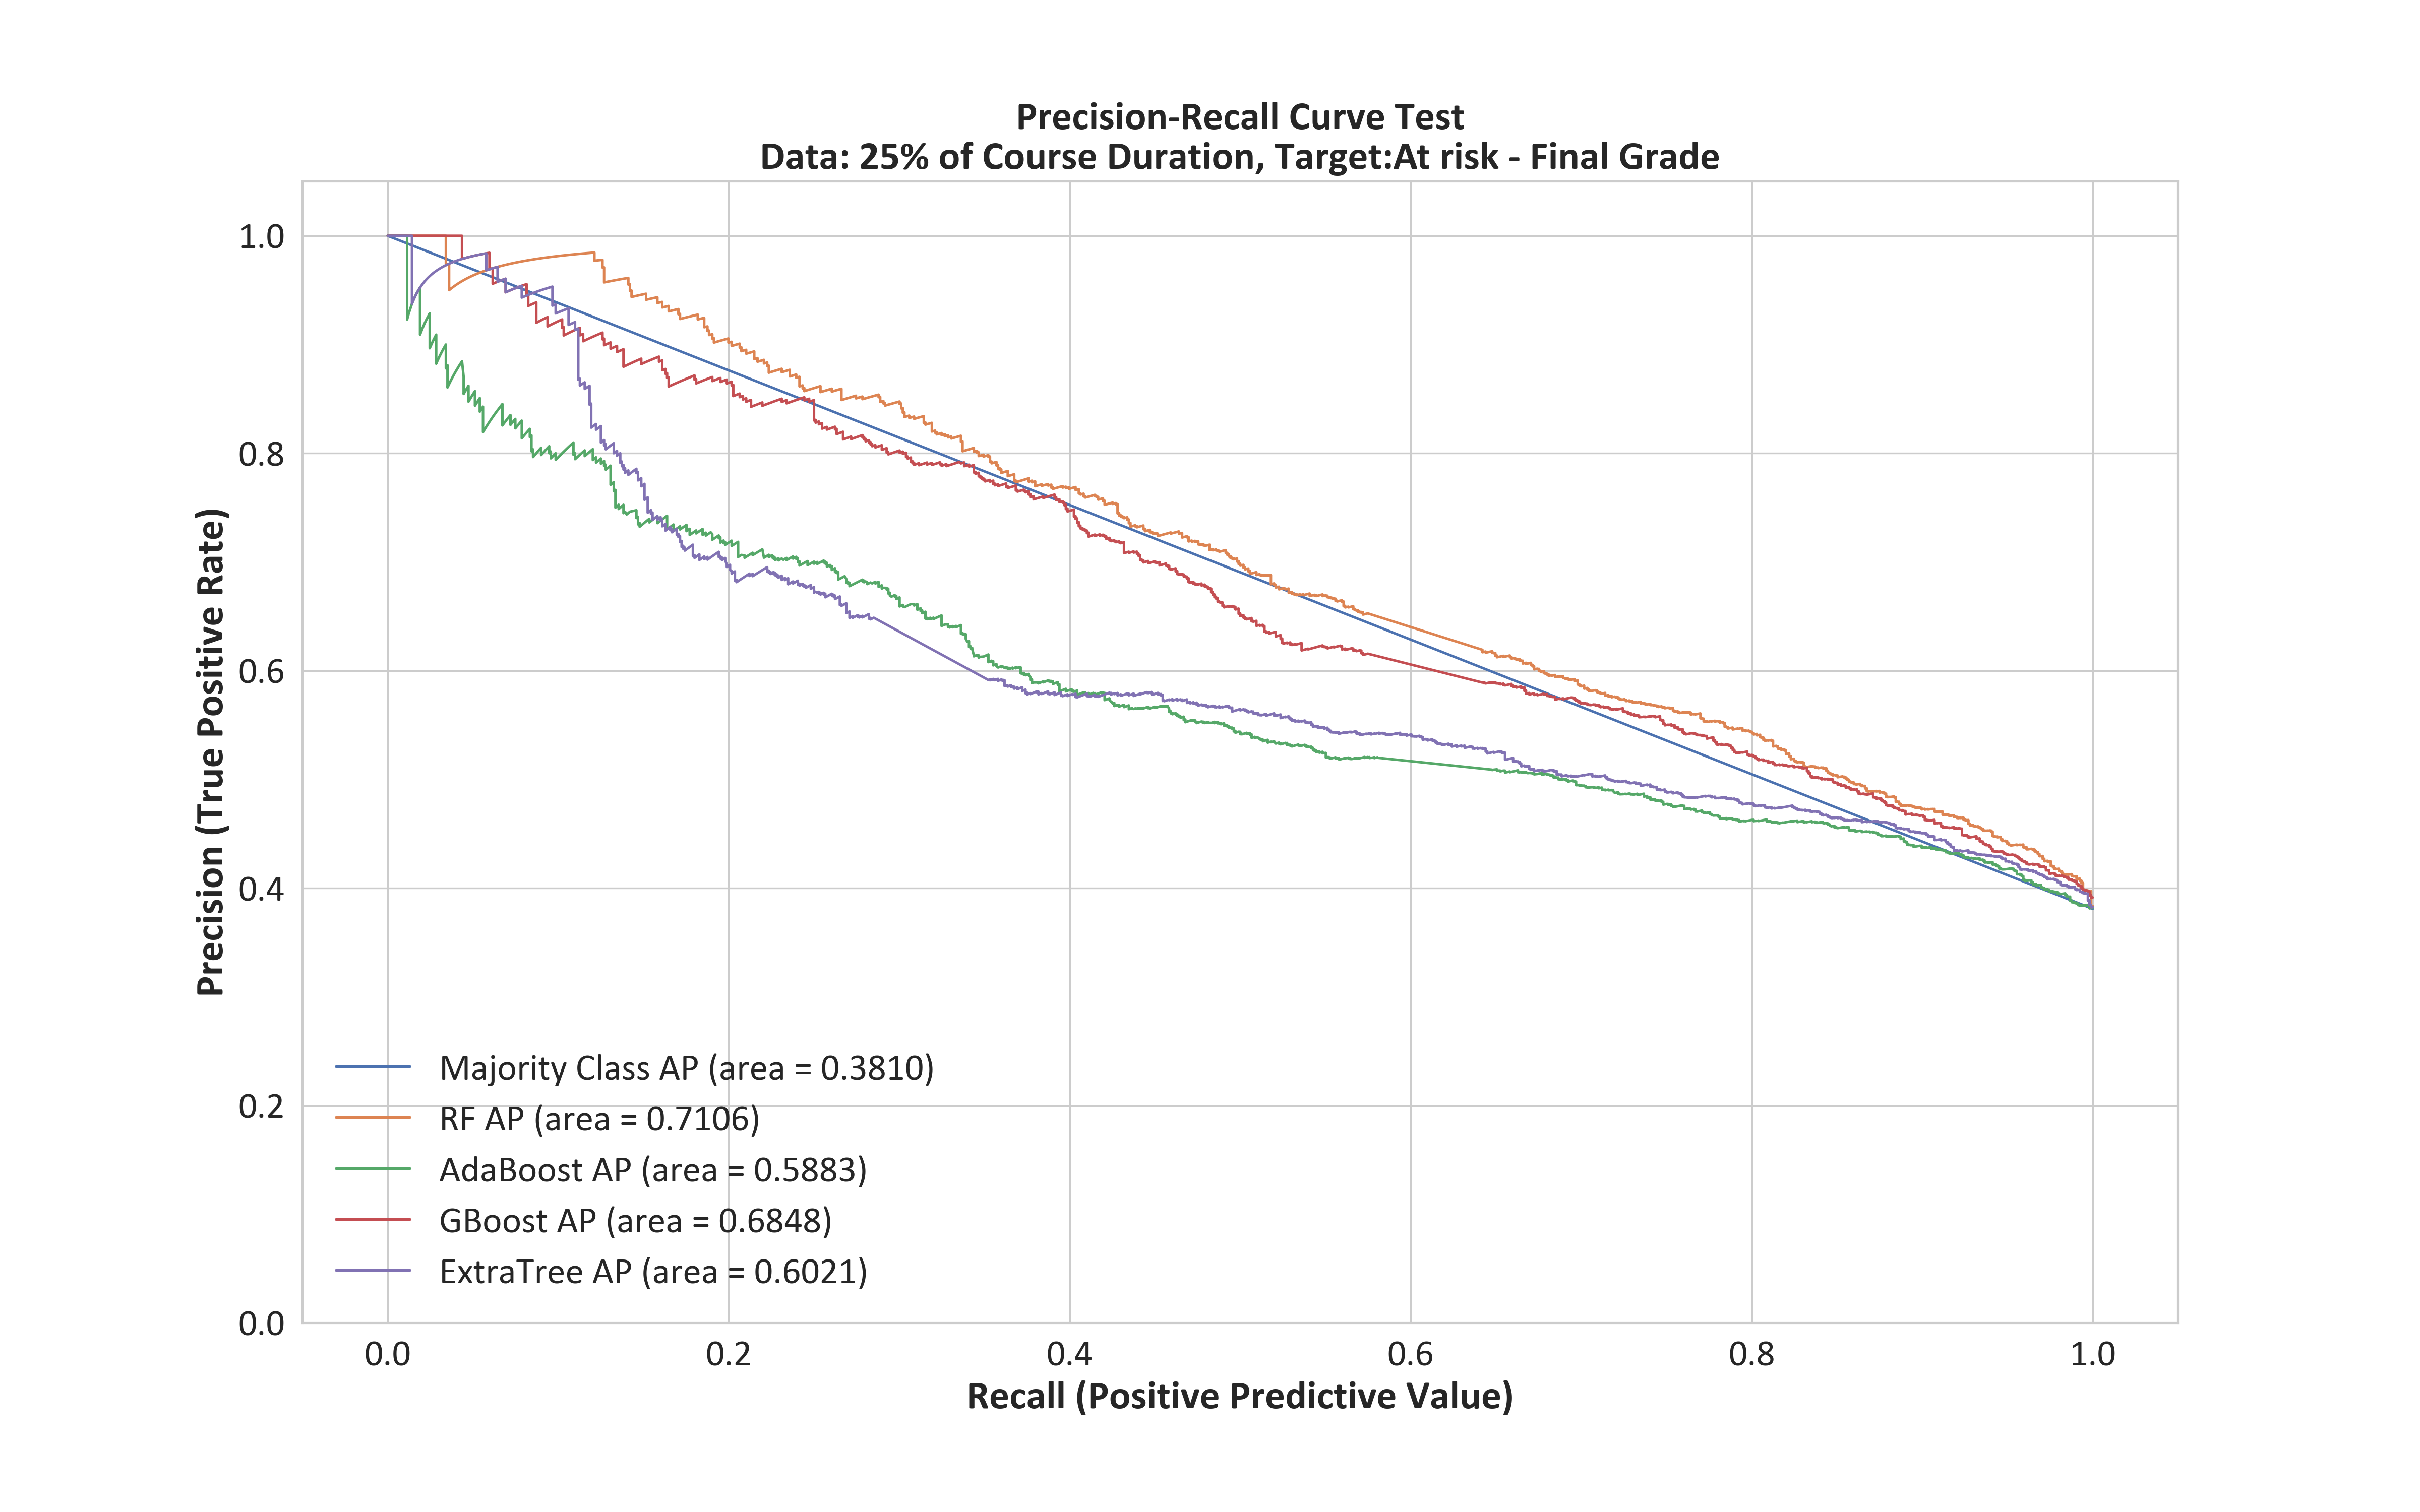 Precision-Recall Curve Test
Data: 25% of Course Duration, Target:At risk - Final Grade
Precision (True Positive Rate)
1.0
0.8
0.6
0.4
0.2
0.0
Majority Class AP (area = 0.3810)
RF AP (area = 0.7106)
AdaBoost AP (area = 0.5883)
GBoost AP (area = 0.6848)
ExtraTree AP (area = 0.6021)
0.0 0.2 0.4 0.6 0.8 1.0
Recall (Positive Predictive Value)